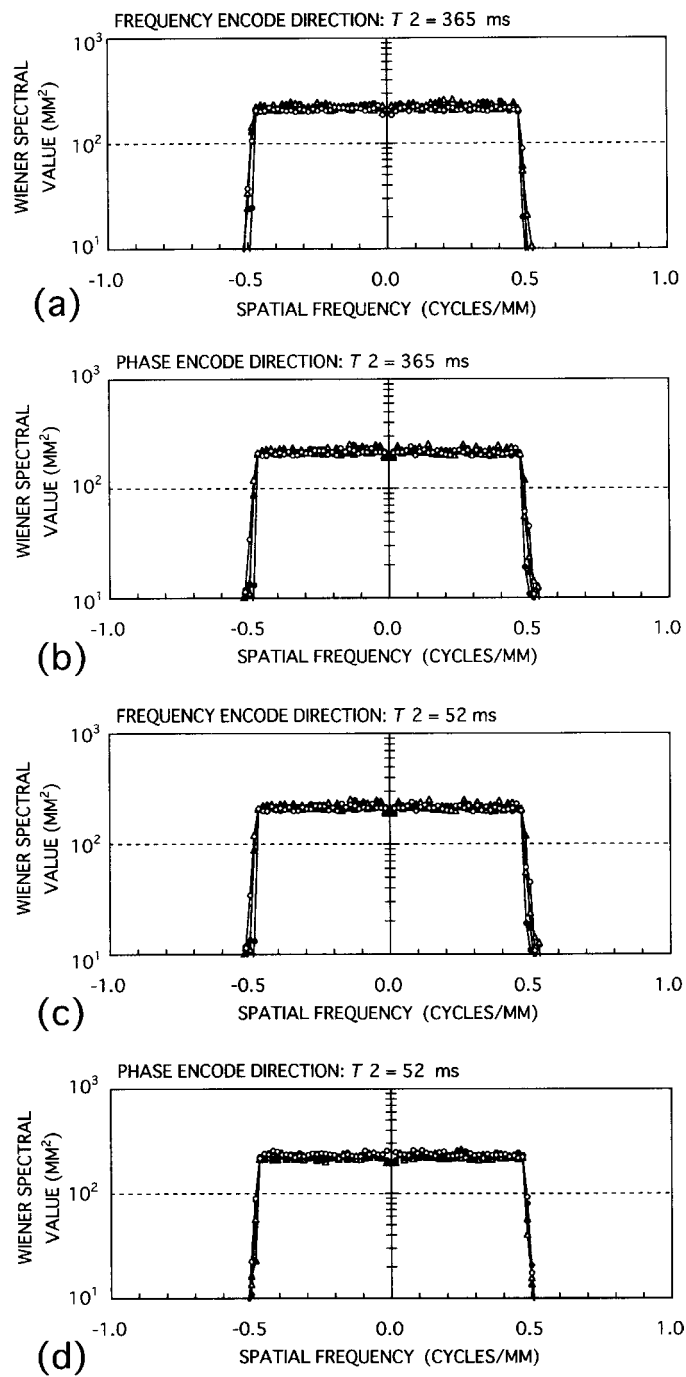 FREQUENCY ENCODE DIRECTION: T 2 = 365 ms
WIENER SPECTRAL
VALUE (MM²)
10³
10²
10¹
-1.0 -0.5 0.0 0.5 1.0
SPATIAL FREQUENCY (CYCLES/MM)
(a)
PHASE ENCODE DIRECTION: T 2 = 365 ms
WIENER SPECTRAL
VALUE (MM²)
10³
10²
10¹
-1.0 -0.5 0.0 0.5 1.0
SPATIAL FREQUENCY (CYCLES/MM)
(b)
FREQUENCY ENCODE DIRECTION: T 2 = 52 ms
WIENER SPECTRAL
VALUE (MM²)
10³
10²
10¹
-1.0 -0.5 0.0 0.5 1.0
SPATIAL FREQUENCY (CYCLES/MM)
(c)
PHASE ENCODE DIRECTION: T 2 = 52 ms
WIENER SPECTRAL
VALUE (MM²)
10³
10²
10¹
-1.0 -0.5 0.0 0.5 1.0
SPATIAL FREQUENCY (CYCLES/MM)
(d)